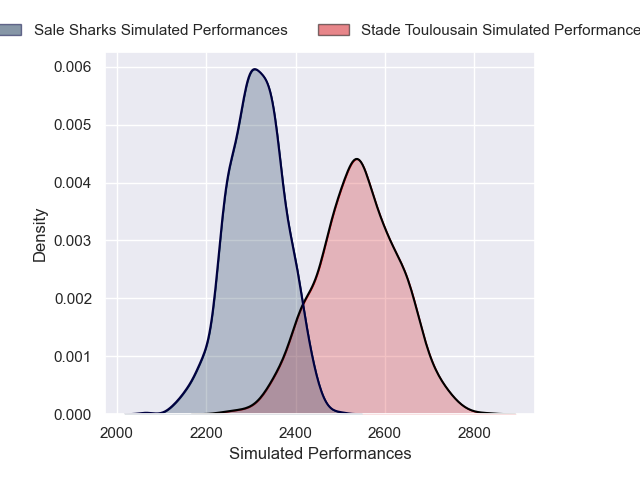 Sale Sharks Simulated Performances
Stade Toulousain Simulated Performance
0.006
0.005
0.004
0.003
0.002
0.001
0.000
Density
2000 2200 2400 2600 2800
Simulated Performances